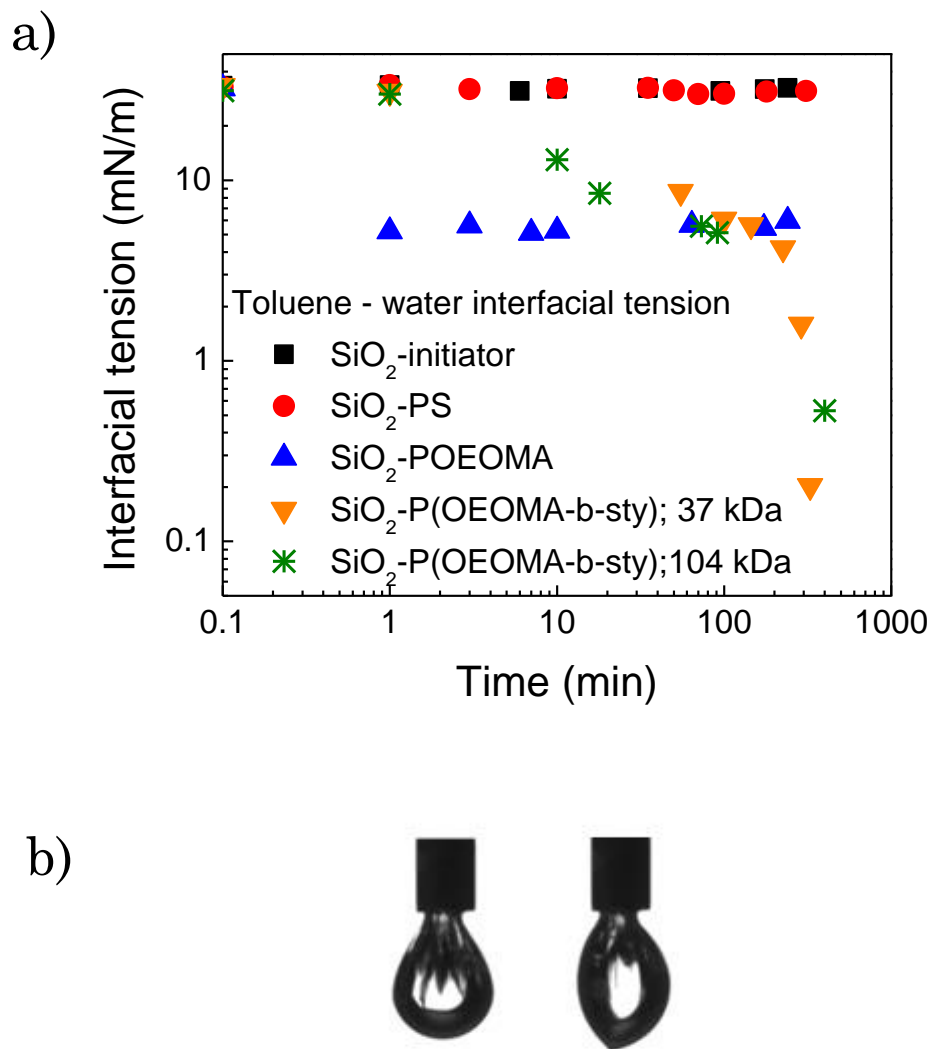 a)
Interfacial tension (mN/m)
10
1
0.1
Toluene - water interfacial tension
SiO₂-initiator
SiO₂-PS
SiO₂-POEOMA
SiO₂-P(OEOMA-b-sty); 37 kDa
SiO₂-P(OEOMA-b-sty);104 kDa
0.1 1 10 100 1000
Time (min)
b)